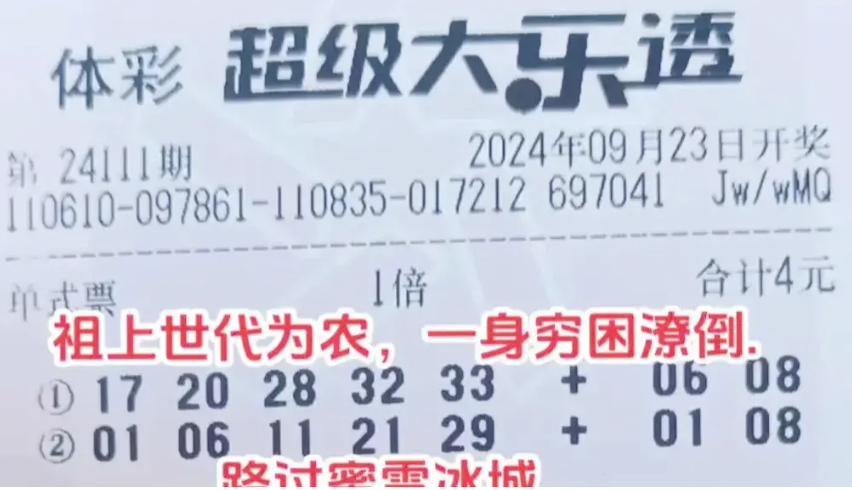 体彩 超级大乐透
第 24111期 2024年09月23日开奖
110610-097861-110835-017212 697041 Jw/wMQ
单式票 1倍 合计4元
祖上世代为农，一身穷困潦倒.
① 17 20 28 32 33 + 06 08
② 01 06 11 21 29 + 01 08
路过蜜雪冰城